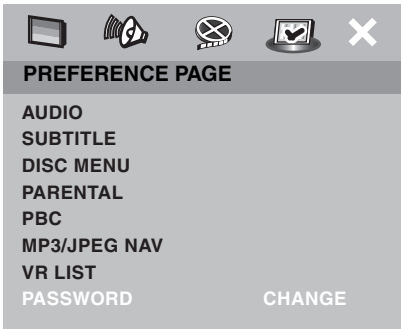 PREFERENCE PAGE
AUDIO
SUBTITLE
DISC MENU
PARENTAL
PBC
MP3/JPEG NAV
VR LIST
PASSWORD CHANGE